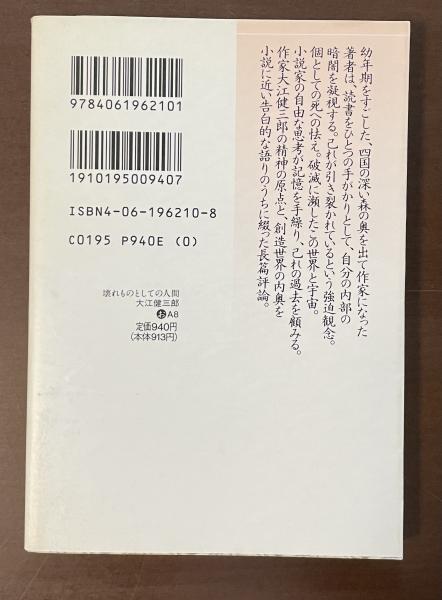 幼年期をすごした、四国の深い森の奥を出て作家になった
著者は、読書をひとつの手がかりとして、自分の内部の
暗闇を凝視する。己れが引き裂かれているという強迫観念。
個としての死への怯え。破滅に瀕したこの世界と宇宙。
小説家の自由な思考が記憶を手繰り、己れの過去を顧みる。
作家大江健三郎の精神の原点と、創造世界の内奥を
小説に近い告白的な語りのうちに綴った長篇評論。
9784061962101
1910195009407
ISBN4-06-196210-8
C0195 P940E (0)
壊れものとしての人間
大江健三郎
おA8
定価940円
(本体913円)